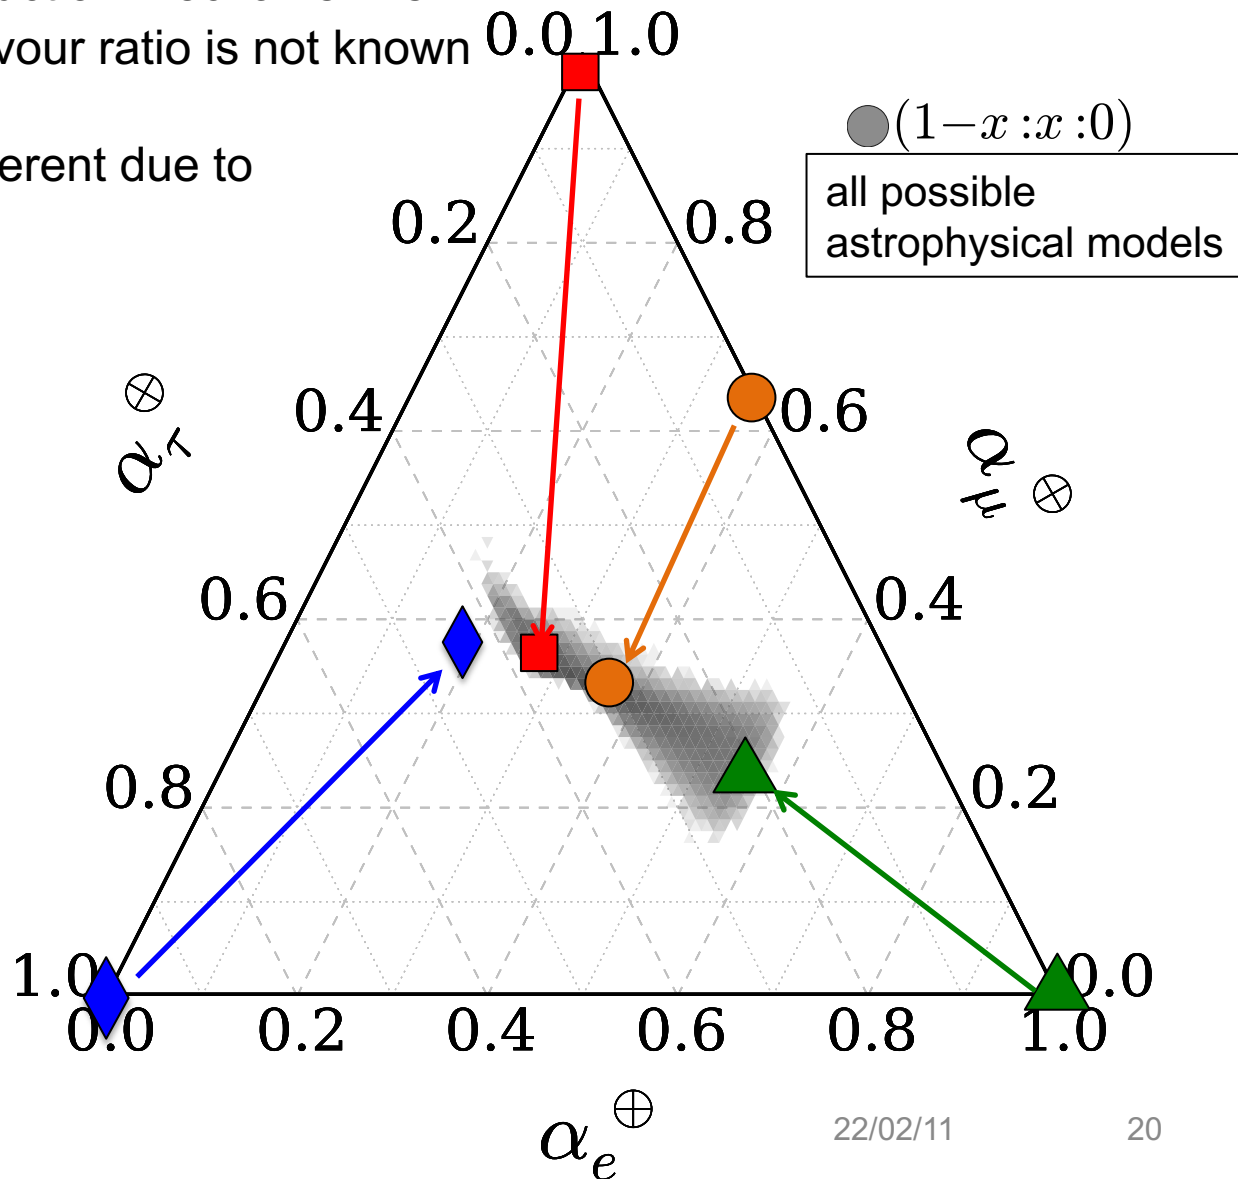 vour ratio is not known
0.0 1.0
(1−x : x : 0)
erent due to
all possible
astrophysical models
0.2 0.8
0.4 0.6
α_τ^⊕
α_μ^⊕
0.6 0.4
0.8 0.2
1.0 0.0
0.0 0.2 0.4 0.6 0.8 1.0
α_e^⊕
22/02/11 20